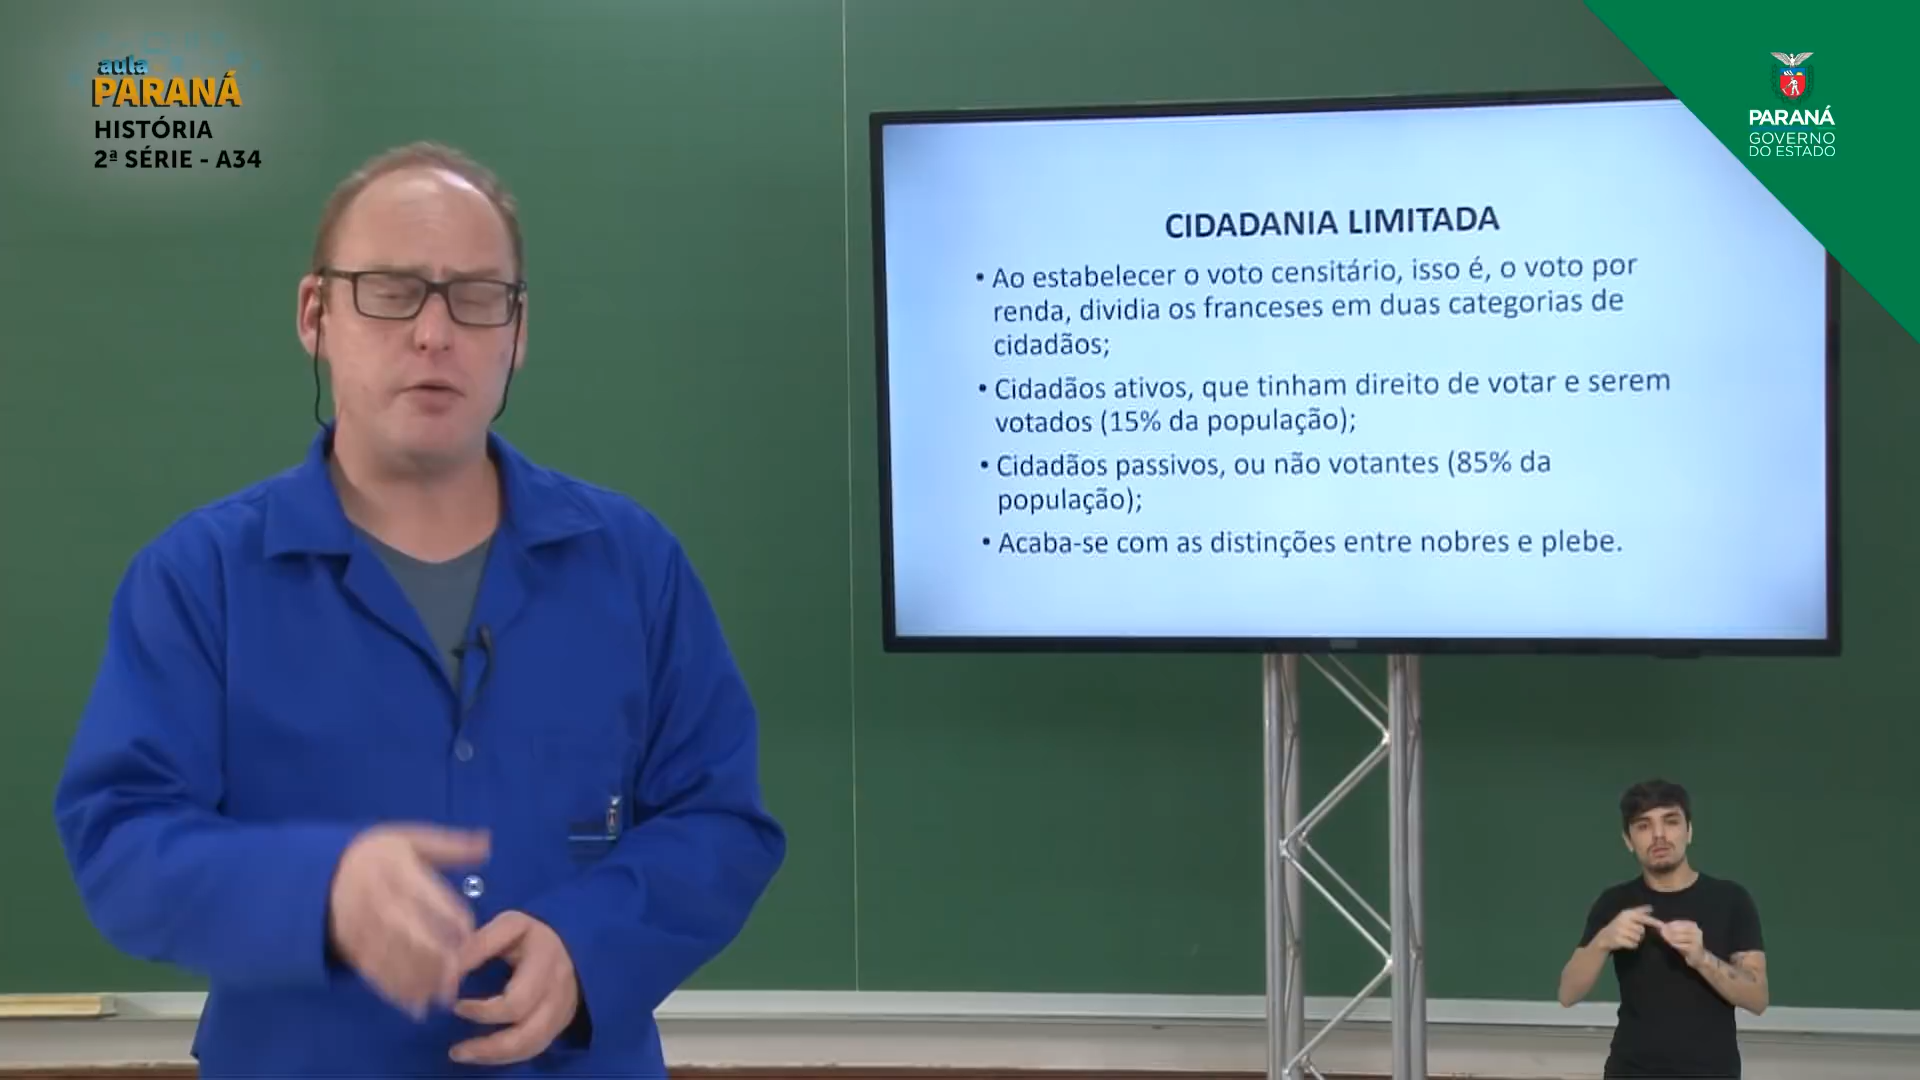 aula
PARANÁ
HISTÓRIA
2ª SÉRIE - A34
PARANÁ
GOVERNO
DO ESTADO
CIDADANIA LIMITADA
• Ao estabelecer o voto censitário, isso é, o voto por
renda, dividia os franceses em duas categorias de
cidadãos;
• Cidadãos ativos, que tinham direito de votar e serem
votados (15% da população);
• Cidadãos passivos, ou não votantes (85% da
população);
• Acaba-se com as distinções entre nobres e plebe.